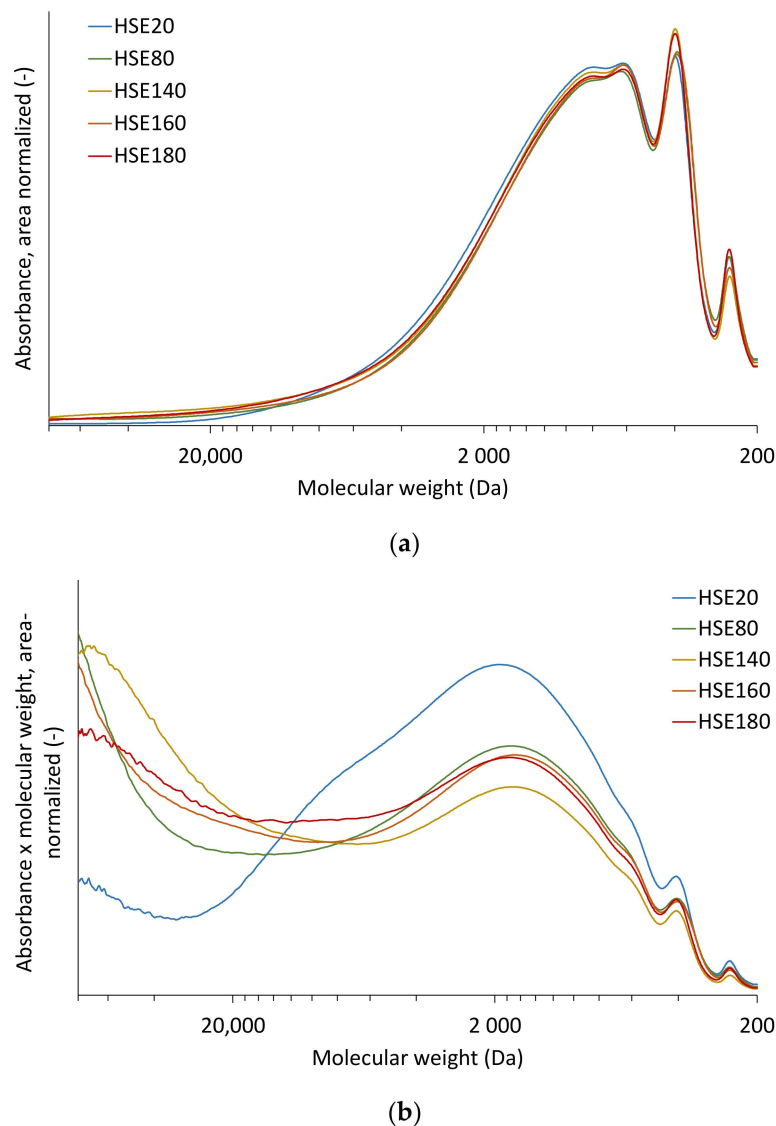 HSE20
HSE80
HSE140
HSE160
HSE180
Absorbance, area normalized (-)
20,000
2 000
200
Molecular weight (Da)
(a)
HSE20
HSE80
HSE140
HSE160
HSE180
Absorbance x molecular weight, area-
normalized (-)
20,000
2 000
200
Molecular weight (Da)
(b)